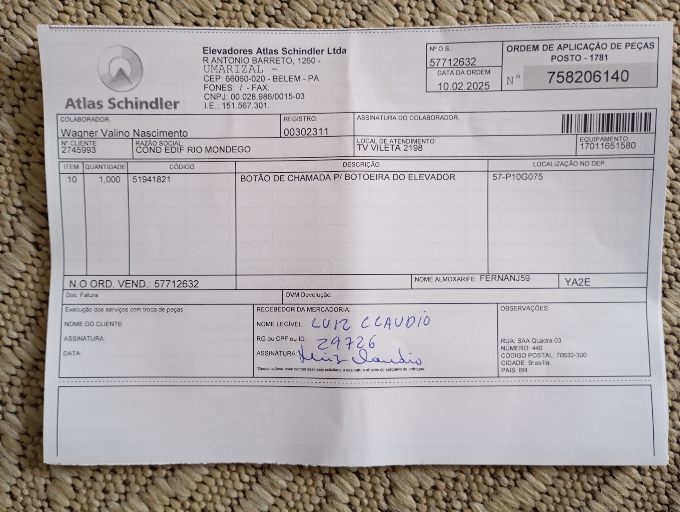 Atlas Schindler
Elevadores Atlas Schindler Ltda
R ANTONIO BARRETO, 1260 -
UMARIZAL -
CEP: 66060-020 - BELEM - PA
FONES: / - FAX:
CNPJ: 00.028.986/0015-03
I.E.: 151.567.301.
Nº O.S.
57712632
DATA DA ORDEM
10.02.2025
ORDEM DE APLICAÇÃO DE PEÇAS
POSTO - 1781
Nº 758206140
COLABORADOR
Wagner Valino Nascimento
REGISTRO:
00302311
ASSINATURA DO COLABORADOR:
Nº CLIENTE
2745993
RAZÃO SOCIAL
COND EDIF RIO MONDEGO
LOCAL DE ATENDIMENTO:
TV VILETA 2198
EQUIPAMENTO:
17011651580
ITEM QUANTIDADE CÓDIGO DESCRIÇÃO LOCALIZAÇÃO NO DEP.
10 1,000 51941821 BOTÃO DE CHAMADA P/ BOTOEIRA DO ELEVADOR 57-P10G075
N.O ORD. VEND.: 57712632
NOME ALMOXARIFE: FERNANJ59
YA2E
Doc. Fatura:
OVM Devolução:
Execução dos serviços com troca de peças
NOME DO CLIENTE:
ASSINATURA:
DATA:
RECEBEDOR DA MERCADORIA:
NOME LEGÍVEL: LUIZ CLAUDIO
RG ou CPF ou ID: 29726
ASSINATURA: Luiz Claudio
OBSERVAÇÕES
RUA: SAA Quadra 03
NÚMERO: 440
CÓDIGO POSTAL: 70632-300
CIDADE: Brasília
PAÍS: BR